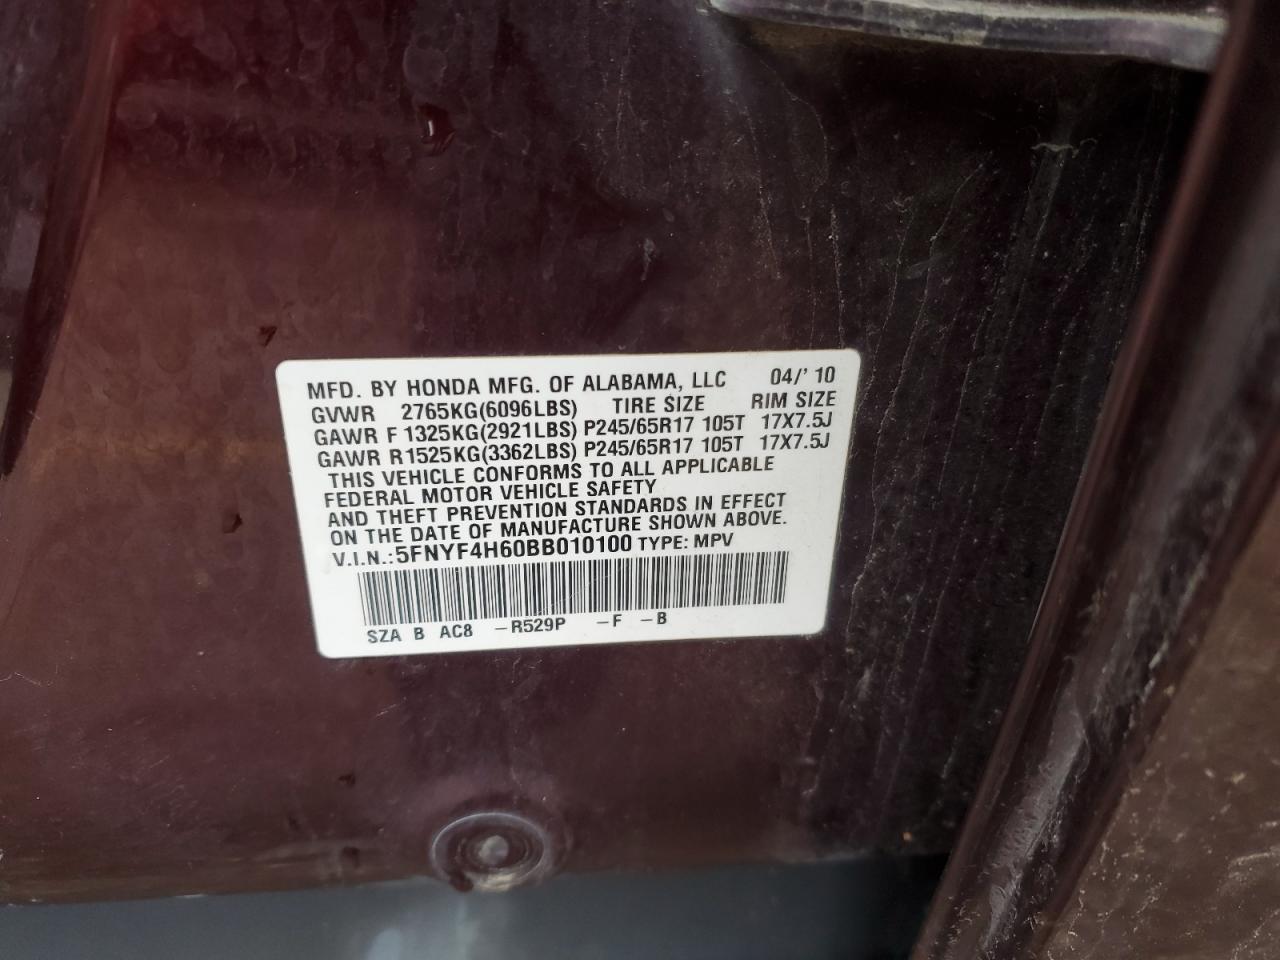 MFD. BY HONDA MFG. OF ALABAMA, LLC 04/'10
GVWR 2765KG(6096LBS) TIRE SIZE RIM SIZE
GAWR F 1325KG(2921LBS) P245/65R17 105T 17X7.5J
GAWR R1525KG(3362LBS) P245/65R17 105T 17X7.5J
THIS VEHICLE CONFORMS TO ALL APPLICABLE
FEDERAL MOTOR VEHICLE SAFETY
AND THEFT PREVENTION STANDARDS IN EFFECT
ON THE DATE OF MANUFACTURE SHOWN ABOVE.
V.I.N.:5FNYF4H60BB010100 TYPE: MPV
SZA B AC8 -R529P -F -B